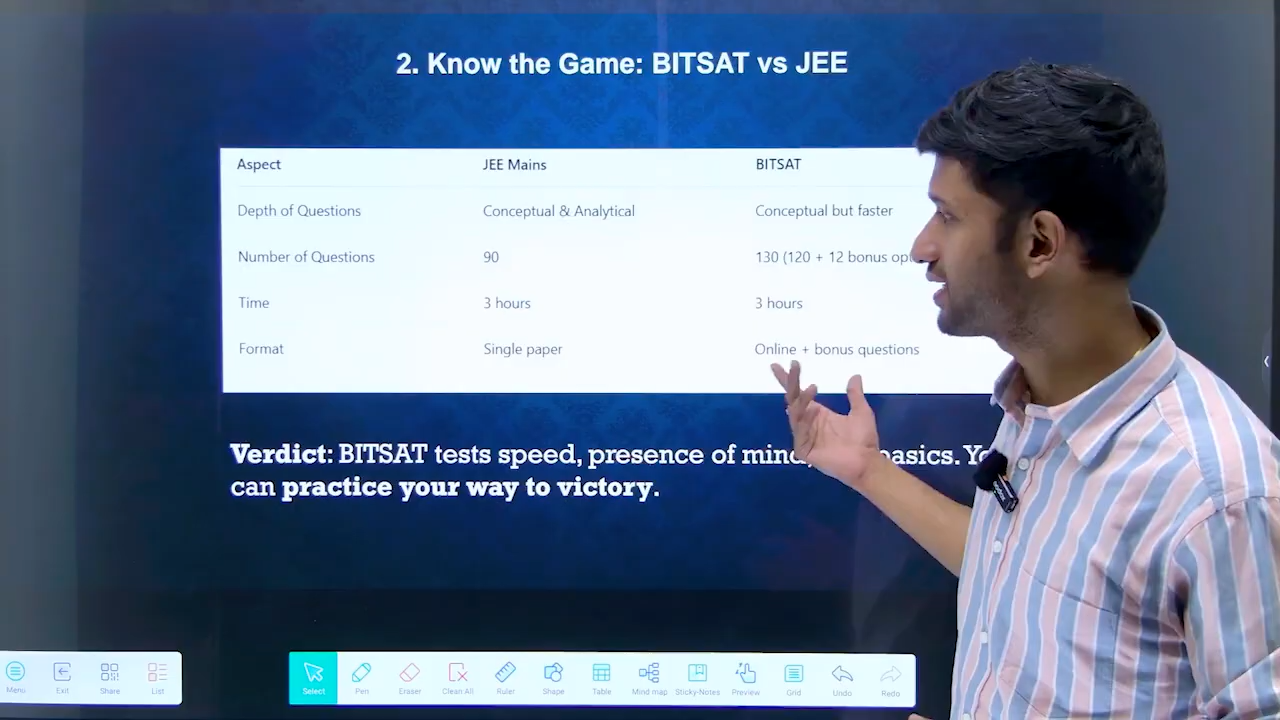 2. Know the Game: BITSAT vs JEE
Aspect JEE Mains BITSAT
Depth of Questions Conceptual & Analytical Conceptual but faster
Number of Questions 90 130 (120 + 12 bonus
Time 3 hours 3 hours
Format Single paper Online + bonus questions
Verdict: BITSAT tests speed, presence of mind, basics.
can practice your way to victory.
Menu Exit Share List Select Pen Eraser Clean All Ruler Shape Table Mind map Sticky-Notes Preview Grid Undo Redo